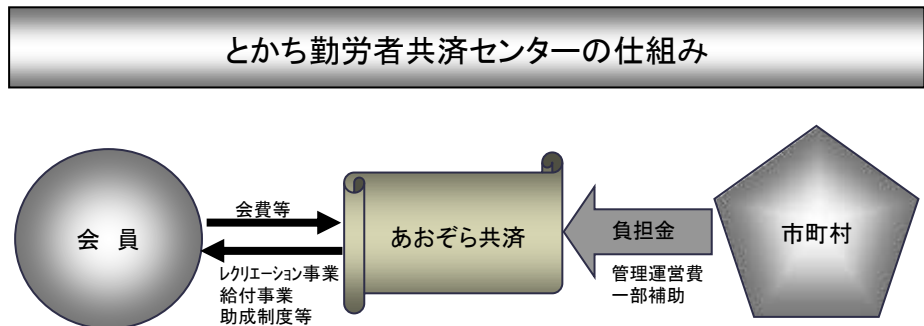 とかち勤労者共済センターの仕組み
会 員
会費等
レクリエーション事業
給付事業
助成制度等
あおぞら共済
負担金
管理運営費
一部補助
市町村